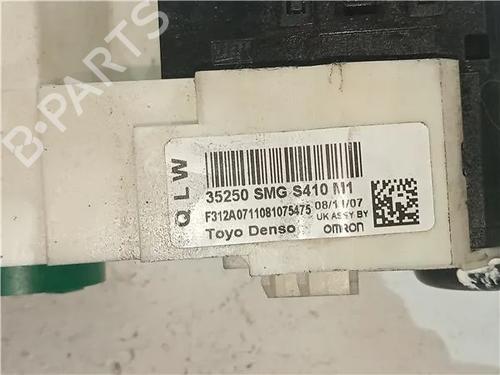 B-PARTS
QLW
35250 SMG S410 M1
F312A0711081075475 08/11/07
Toyo Denso UK ASSY BY OMRON